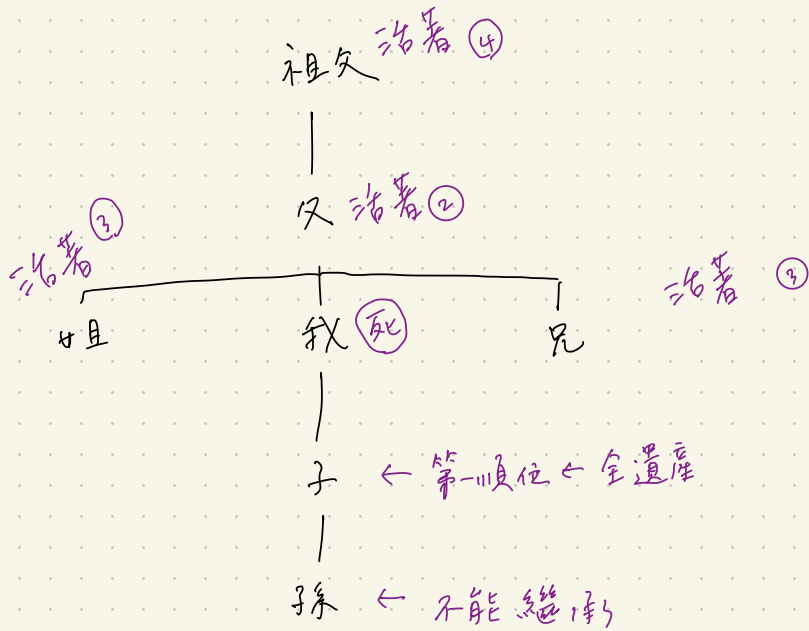 祖父 活著 ④
父 活著 ②
活著 ③
活著 ③
姐 我 死 兄
子 ← 第一順位 ← 全遺産
孫 ← 不能繼承